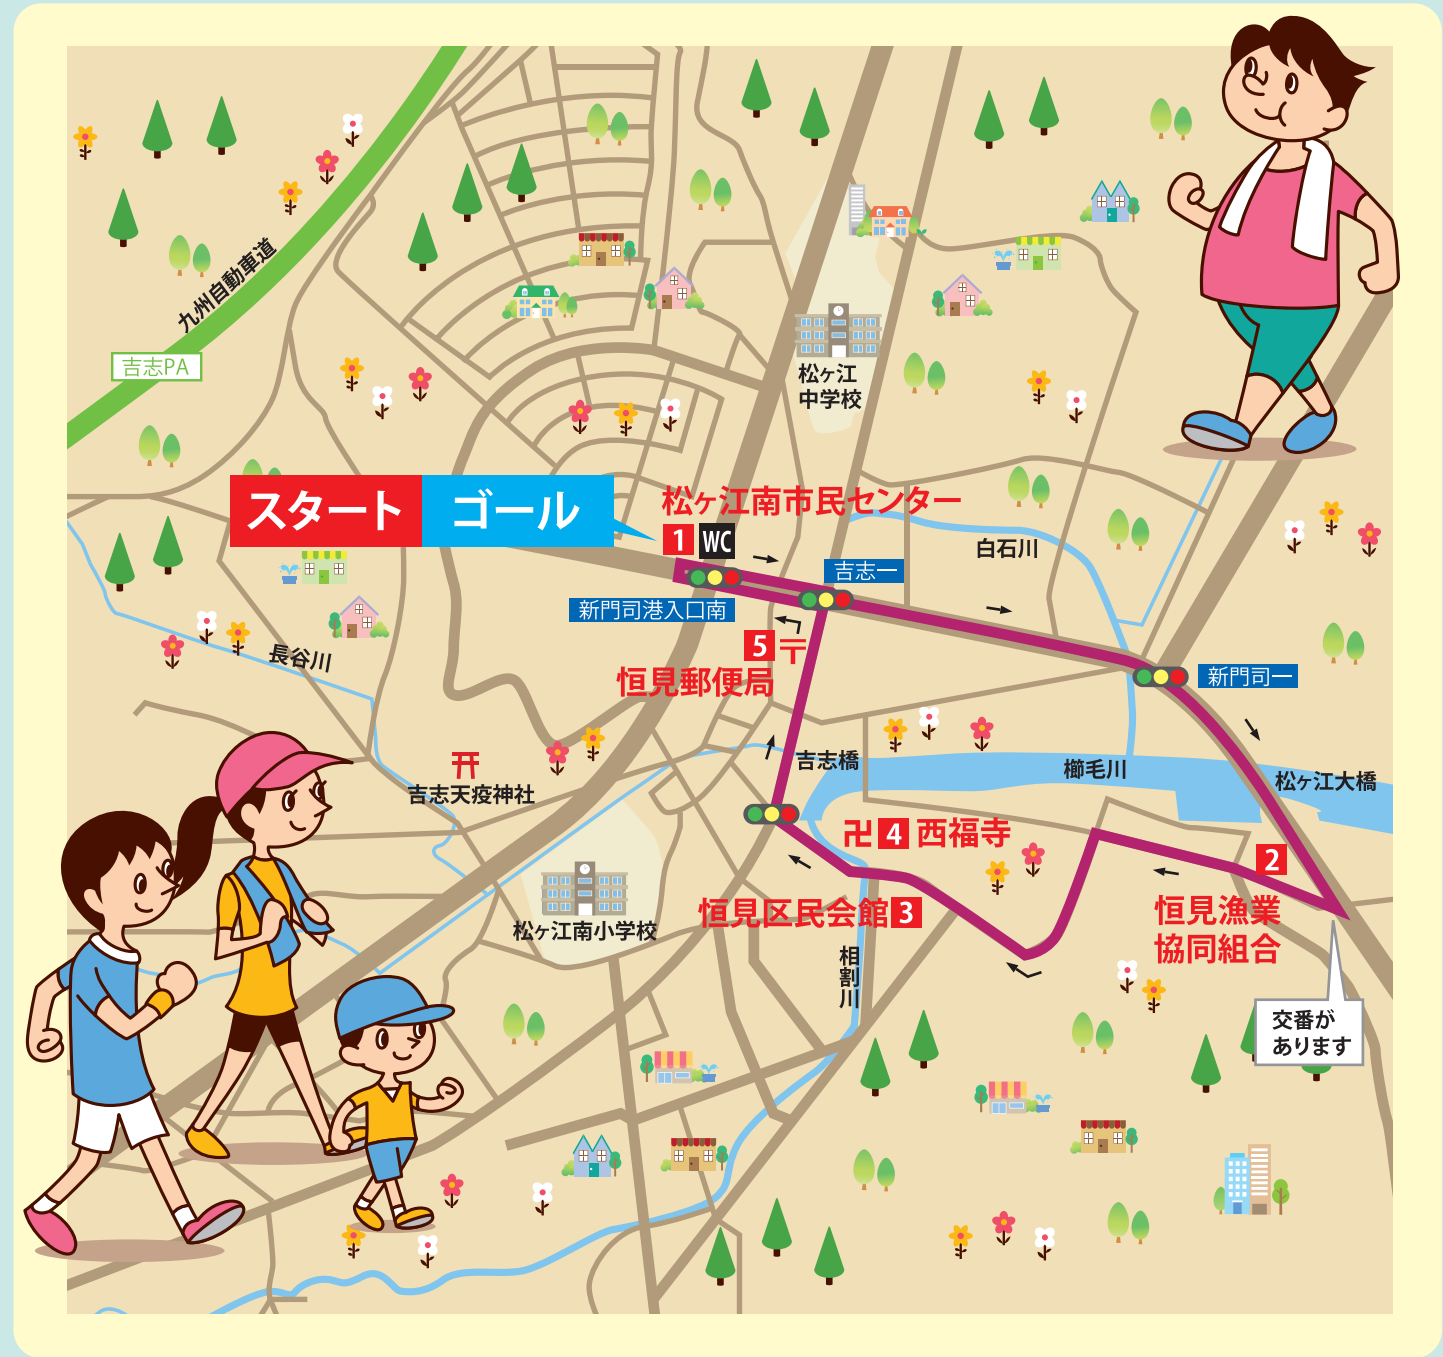 九州自動車道
吉志PA
松ヶ江
中学校
スタート ゴール
松ヶ江南市民センター
1 WC
吉志一
白石川
新門司港入口南
5 〒
恒見郵便局
長谷川
新門司一
吉志橋
櫛毛川
松ヶ江大橋
吉志天疫神社
卍 4 西福寺
2
恒見区民会館 3
恒見漁業
協同組合
松ヶ江南小学校
相割川
交番が
あります